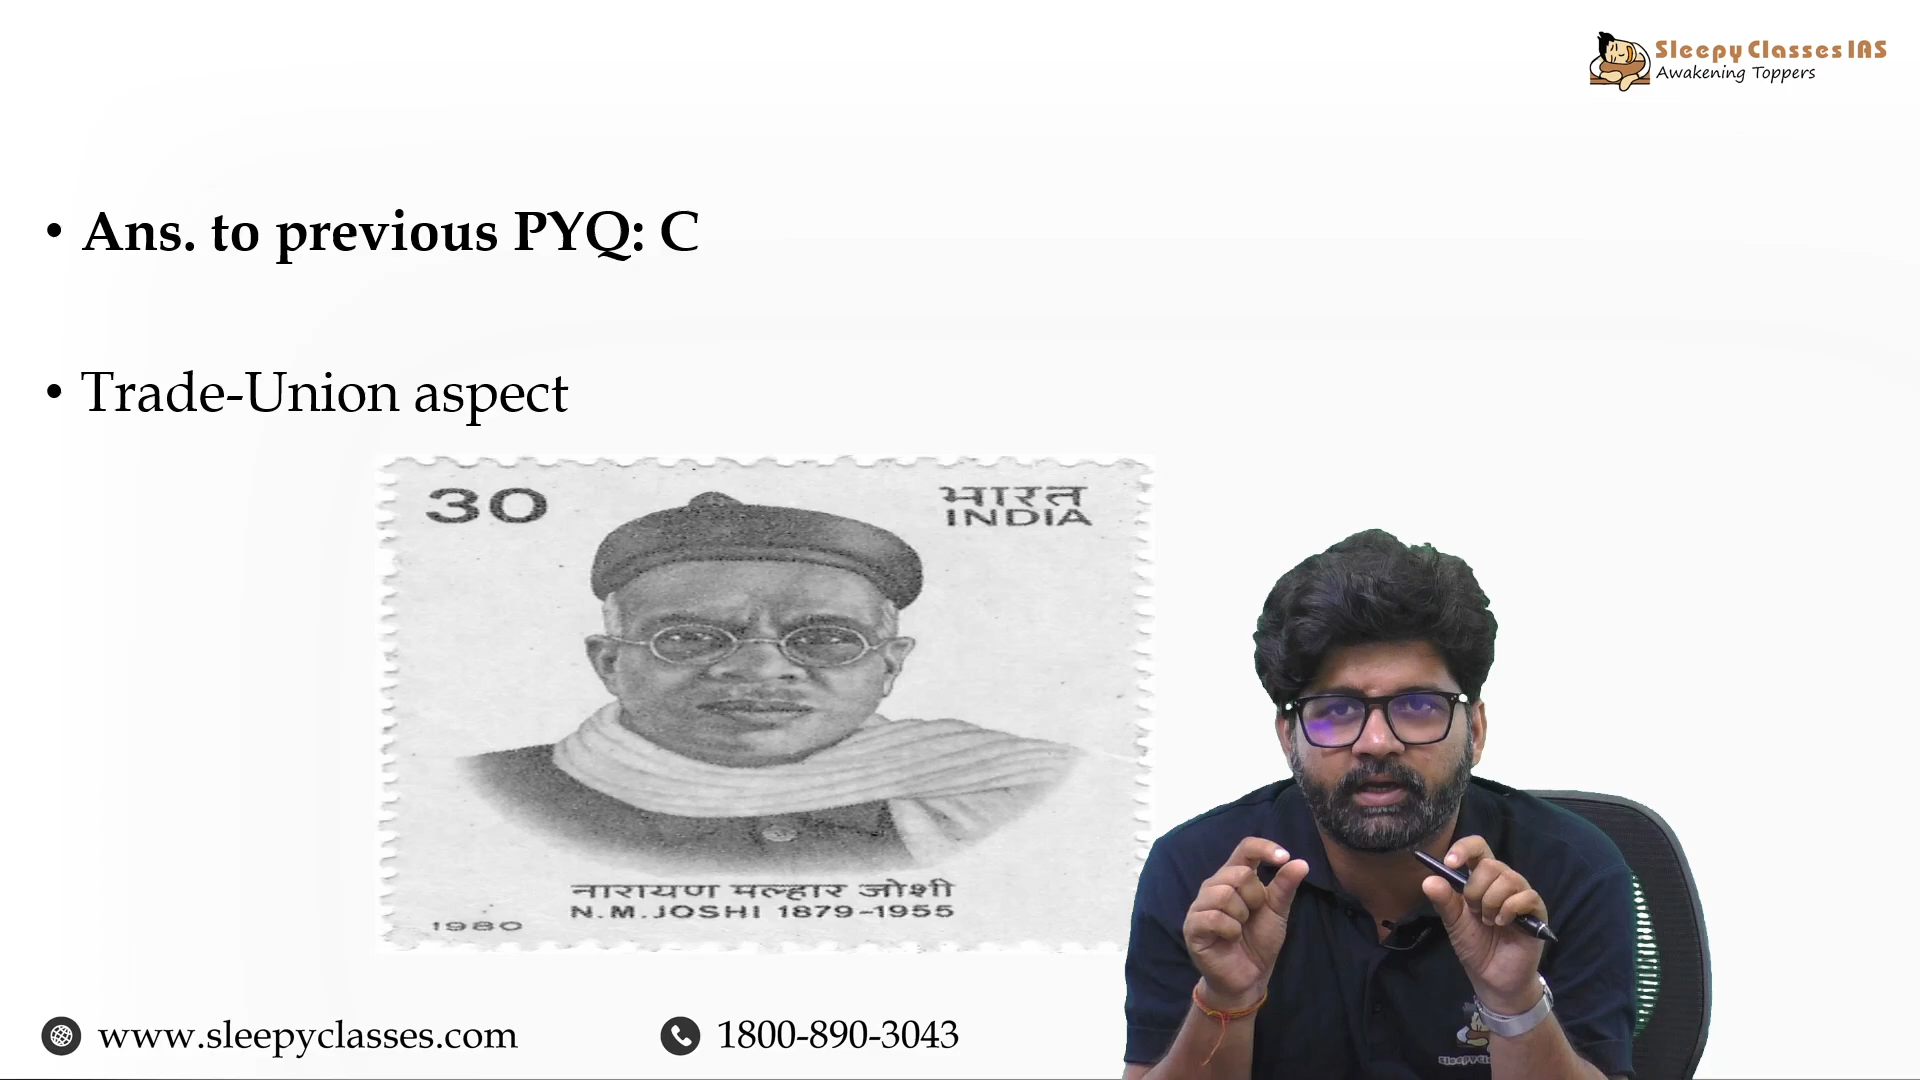 Sleepy Classes IAS
Awakening Toppers
• Ans. to previous PYQ: C
• Trade-Union aspect
30
भारत
INDIA
नारायण मल्हार जोशी
N.M.JOSHI 1879-1955
1980
www.sleepyclasses.com
1800-890-3043